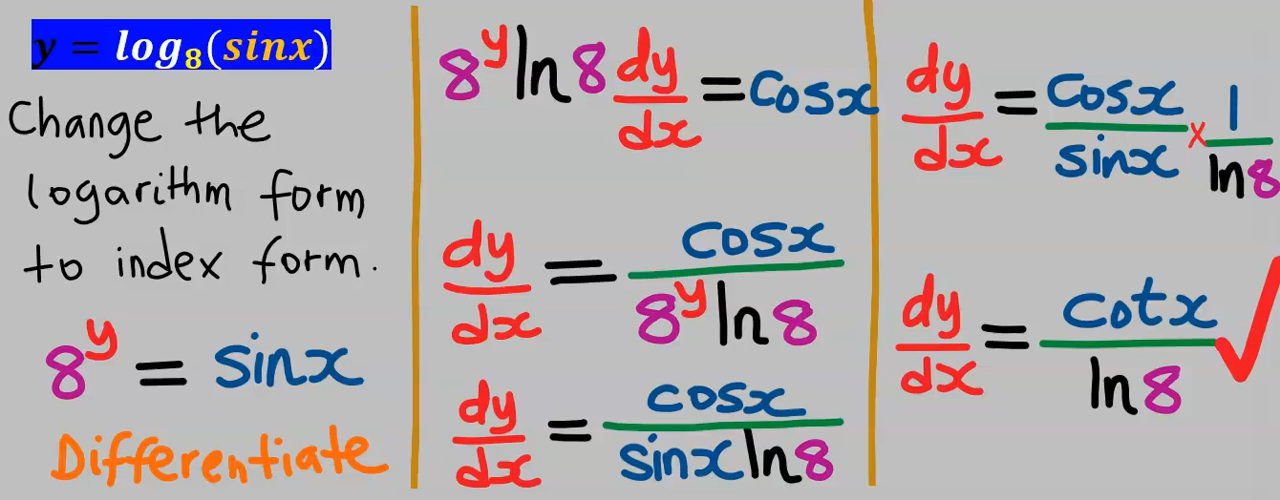 y = log₈(sinx)
Change the
logarithm form
to index form.
8^y = sinx
Differentiate
8^y ln8 dy/dx = cosx
dy/dx = cosx/(8^y ln8)
dy/dx = cosx/(sinx ln8)
dy/dx = cosx/sinx × 1/ln8
dy/dx = cotx/ln8 ✓